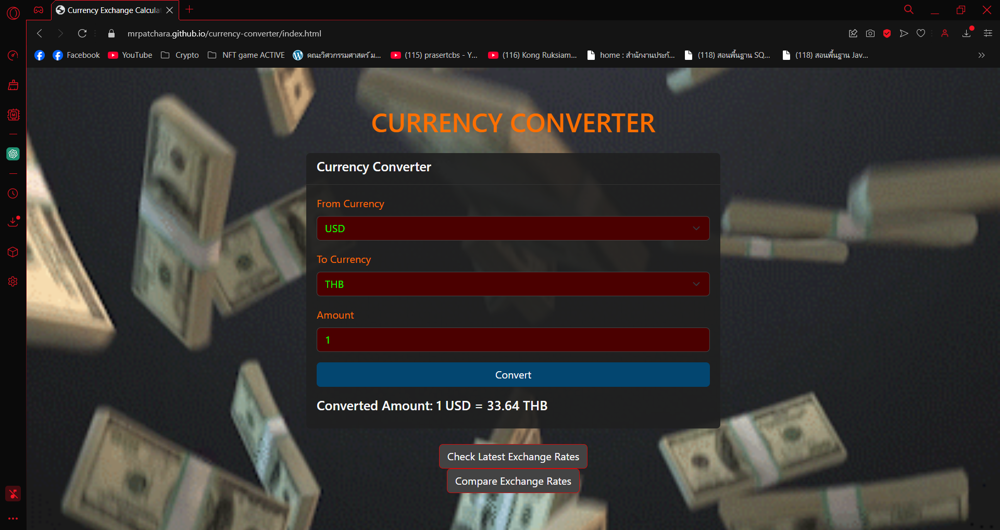 Currency Exchange Calcula
mrpatchara.github.io/currency-converter/index.html
Facebook
YouTube
Crypto
NFT game ACTIVE
คณะวิศวกรรมศาสตร์ ม...
(115) prasertcbs - Y...
(116) Kong Ruksiam...
home : สำนักงานประกั...
(118) สอนพื้นฐาน SQ...
(118) สอนพื้นฐาน Jav...
CURRENCY CONVERTER
Currency Converter
From Currency
USD
To Currency
THB
Amount
1
Convert
Converted Amount: 1 USD = 33.64 THB
Check Latest Exchange Rates
Compare Exchange Rates